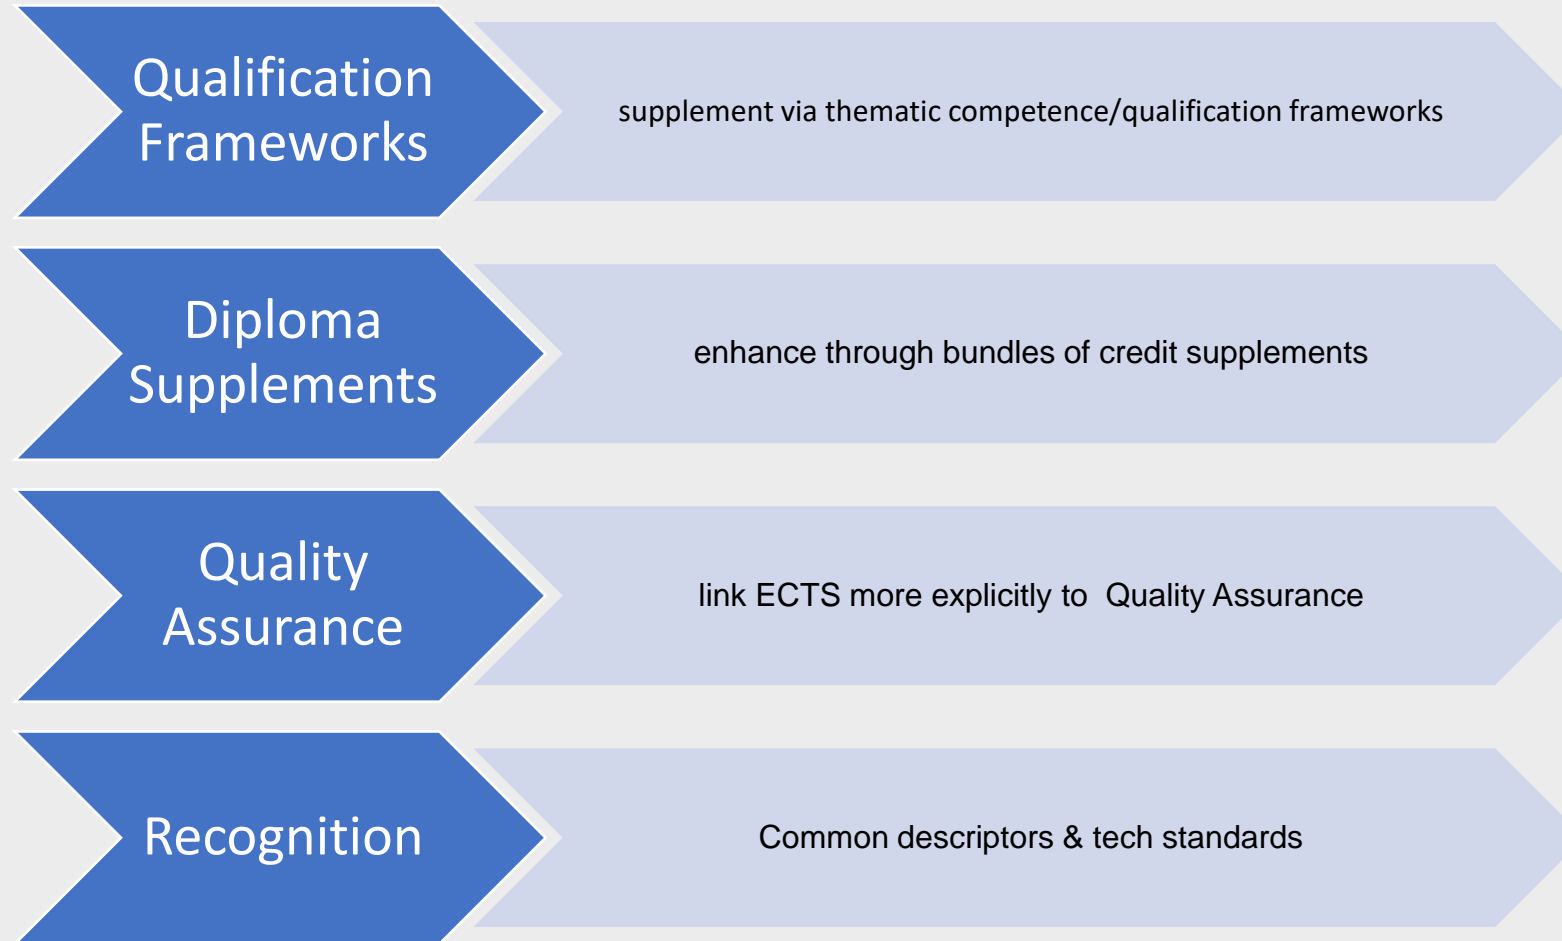 Qualification
Frameworks
supplement via thematic competence/qualification frameworks
Diploma
Supplements
enhance through bundles of credit supplements
Quality
Assurance
link ECTS more explicitly to  Quality Assurance
Recognition
Common descriptors & tech standards